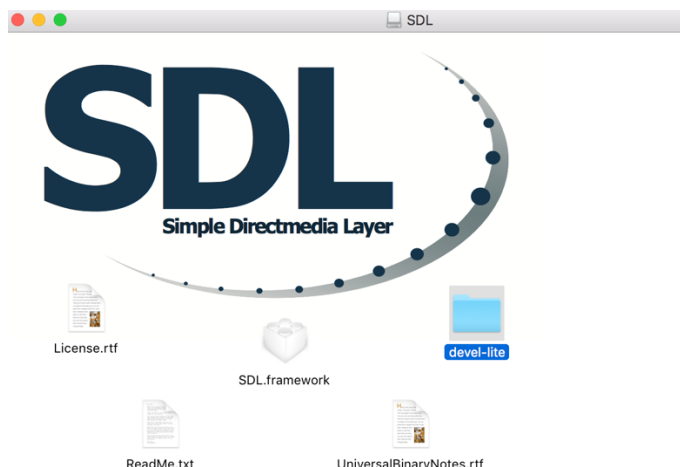 SDL
SDL
Simple Directmedia Layer
License.rtf
devel-lite
SDL.framework
ReadMe.txt
UniversalBinaryNotes.rtf